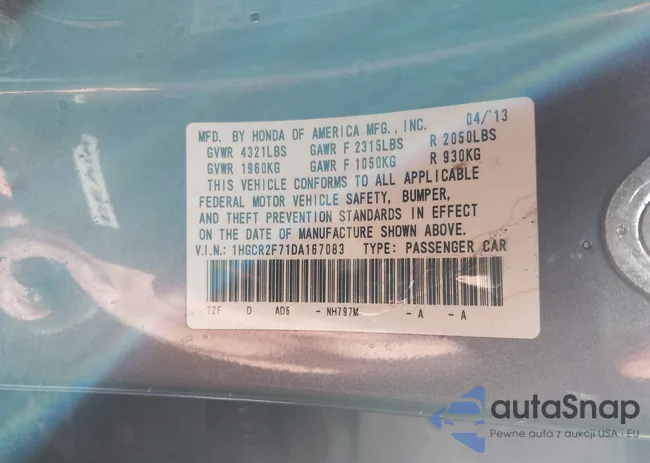 MFD. BY HONDA OF AMERICA MFG., INC. 04/'13
GVWR 4321LBS GAWR F 2315LBS R 2050LBS
GVWR 1960KG GAWR F 1050KG R 930KG
THIS VEHICLE CONFORMS TO ALL APPLICABLE
FEDERAL MOTOR VEHICLE SAFETY, BUMPER,
AND THEFT PREVENTION STANDARDS IN EFFECT
ON THE DATE OF MANUFACTURE SHOWN ABOVE.
V.I.N.: 1HGCR2F71DA167083 TYPE: PASSENGER CAR
T2F D AD6 - NH797M - A - A
autaSnap
Pewne auta z aukcji USA i EU